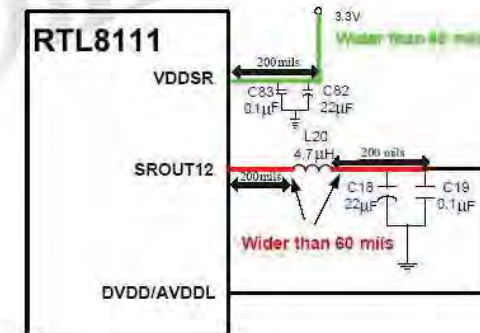 3.3V
RTL8111
Wider than 60 mils
200mils
VDDSR
C83
0.1µF
C82
22µF
L20
4.7µH
200 mils
SROUT12
200mils
C18
22µF
C19
0.1µF
Wider than 60 mils
DVDD/AVDDL